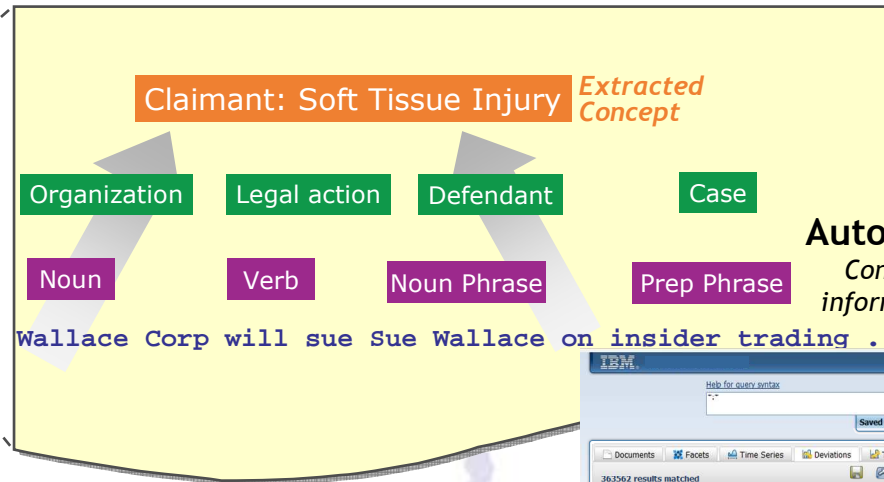 Claimant: Soft Tissue Injury
Extracted
Concept
Organization Legal action Defendant Case
Noun Verb Noun Phrase Prep Phrase
Wallace Corp will sue Sue Wallace on insider trading .
IBM.
Help for query syntax
*:*
Saved
Documents Facets Time Series Deviations
363562 results matched